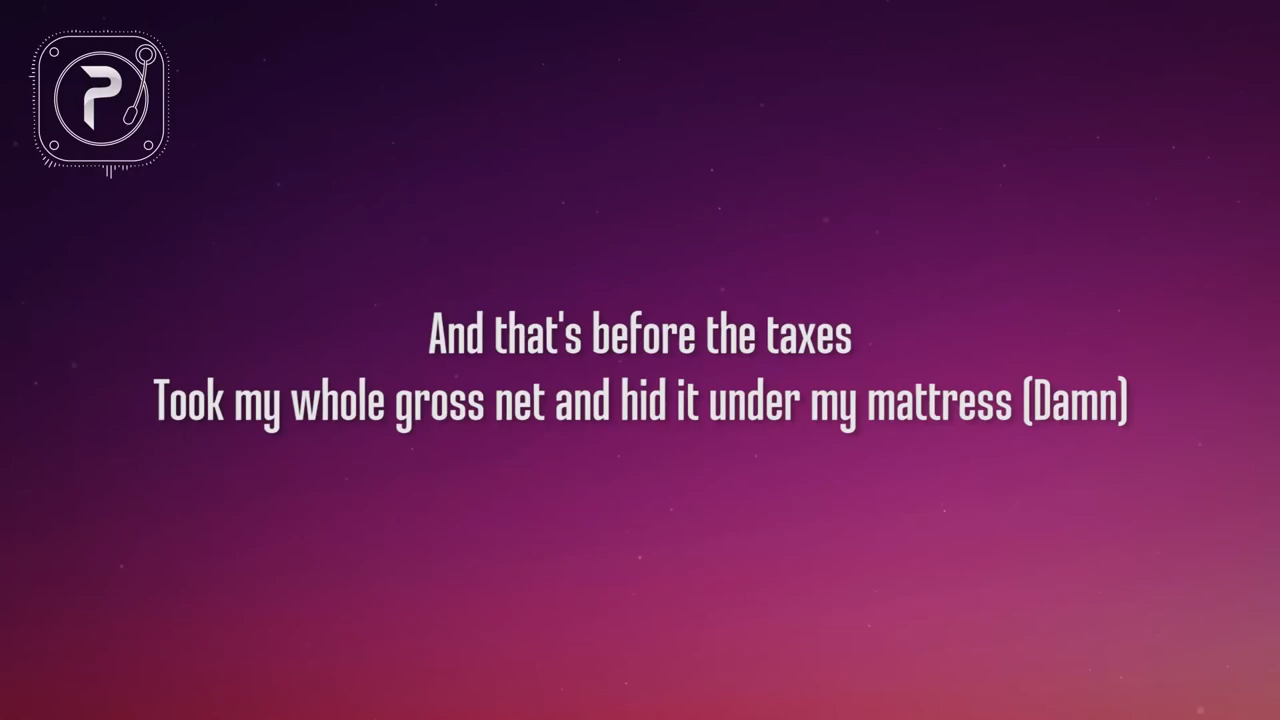 P
And that's before the taxes
Took my whole gross net and hid it under my mattress (Damn)